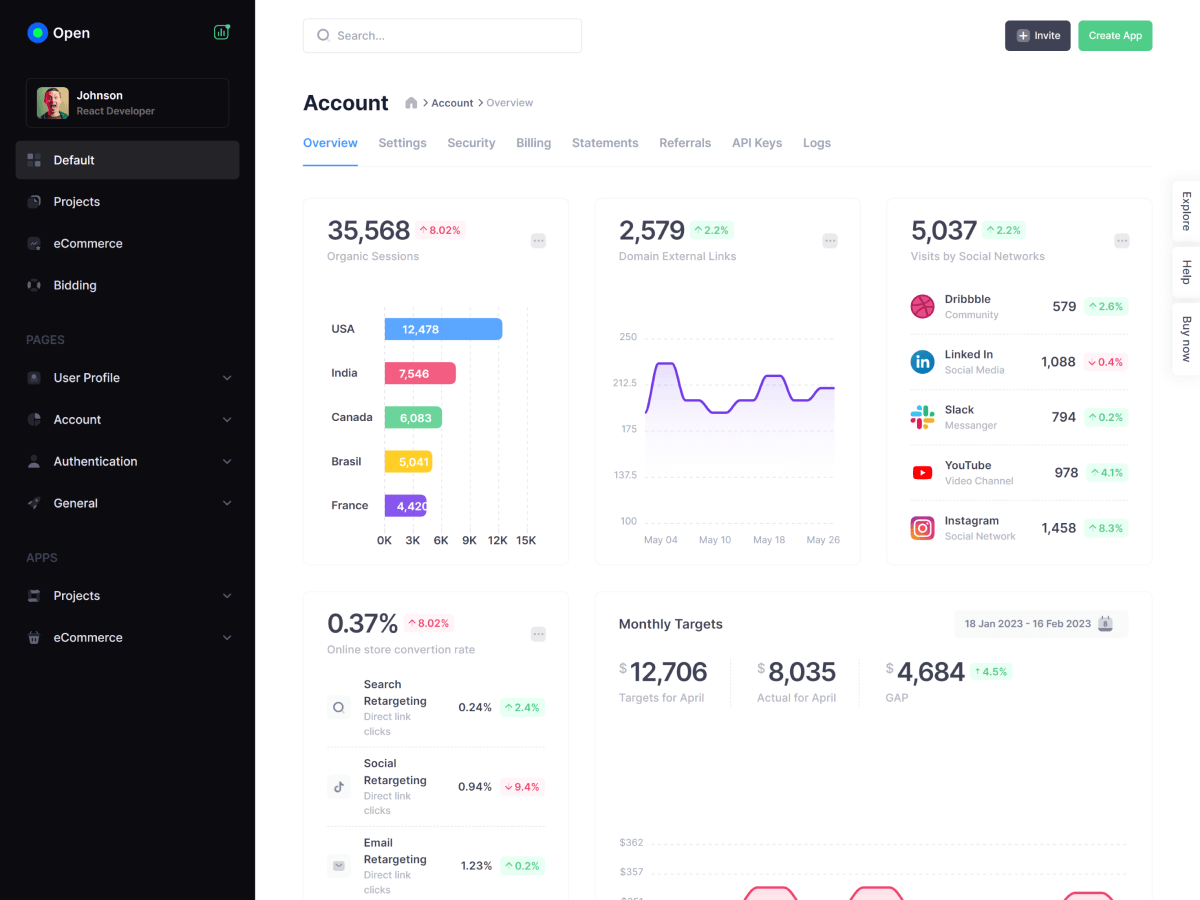 Open
Johnson
React Developer
Default
Projects
eCommerce
Bidding
PAGES
User Profile
Account
Authentication
General
APPS
Projects
eCommerce
Search...
Invite
Create App
Account
Account
Overview
Overview
Settings
Security
Billing
Statements
Referrals
API Keys
Logs
Explore
Help
Buy now
35,568
8.02%
Organic Sessions
USA
12,478
India
7,546
Canada
6,083
Brasil
5,041
France
4,420
0K 3K 6K 9K 12K 15K
2,579
2.2%
Domain External Links
250
212.5
175
137.5
100
May 04 May 10 May 18 May 26
5,037
2.2%
Visits by Social Networks
Dribbble
Community
579
2.6%
Linked In
Social Media
1,088
0.4%
Slack
Messanger
794
0.2%
YouTube
Video Channel
978
4.1%
Instagram
Social Network
1,458
8.3%
0.37%
8.02%
Online store convertion rate
Search
Retargeting
Direct link
clicks
0.24%
2.4%
Social
Retargeting
Direct link
clicks
0.94%
9.4%
Email
Retargeting
Direct link
clicks
1.23%
0.2%
Monthly Targets
18 Jan 2023 - 16 Feb 2023
$12,706
Targets for April
$8,035
Actual for April
$4,684
4.5%
GAP
$362
$357